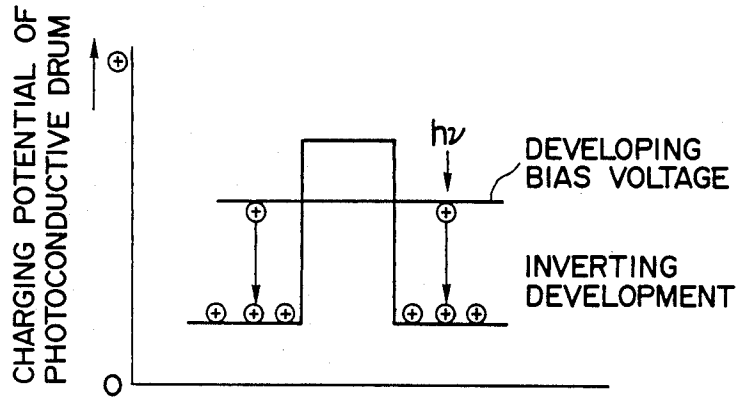 CHARGING POTENTIAL OF
PHOTOCONDUCTIVE DRUM
⊕
hν
DEVELOPING
BIAS VOLTAGE
⊕ ⊕
INVERTING
DEVELOPMENT
⊕ ⊕ ⊕ ⊕ ⊕ ⊕
O